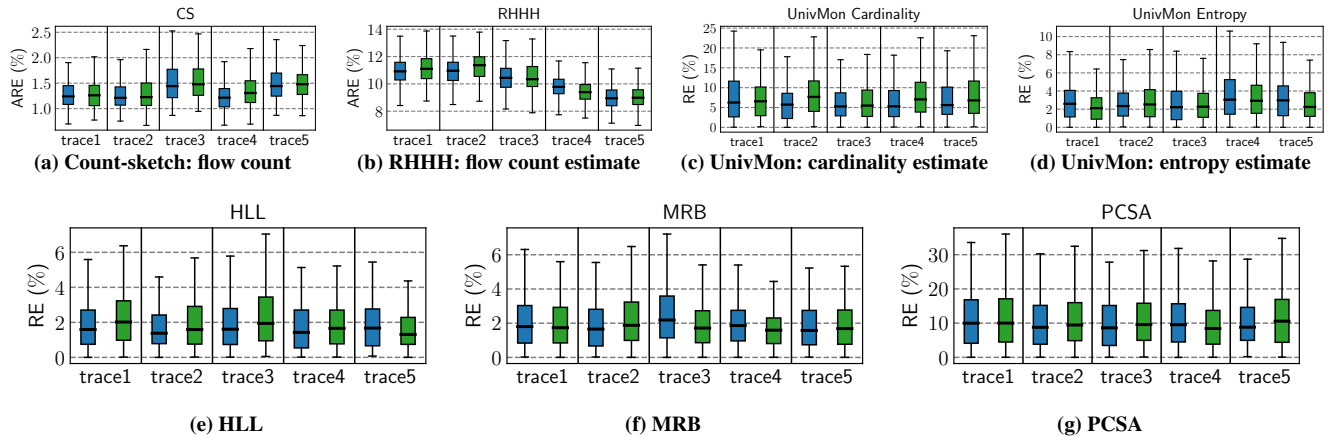 CS
ARE (%)
2.5
2.0
1.5
1.0
trace1 trace2 trace3 trace4 trace5
(a) Count-sketch: flow count
RHHH
ARE (%)
14
12
10
8
trace1 trace2 trace3 trace4 trace5
(b) RHHH: flow count estimate
UnivMon Cardinality
RE (%)
25
20
15
10
5
0
trace1 trace2 trace3 trace4 trace5
(c) UnivMon: cardinality estimate
UnivMon Entropy
RE (%)
10
8
6
4
2
0
trace1 trace2 trace3 trace4 trace5
(d) UnivMon: entropy estimate
HLL
RE (%)
6
4
2
0
trace1 trace2 trace3 trace4 trace5
(e) HLL
MRB
RE (%)
6
4
2
0
trace1 trace2 trace3 trace4 trace5
(f) MRB
PCSA
RE (%)
30
20
10
0
trace1 trace2 trace3 trace4 trace5
(g) PCSA